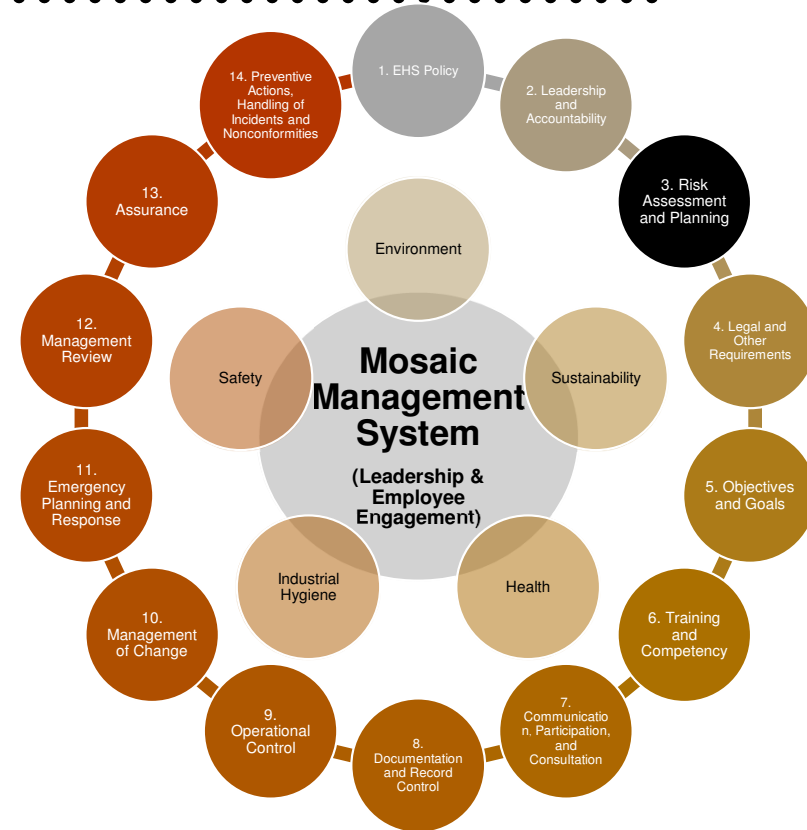 1. EHS Policy
2. Leadership
and
Accountability
3. Risk
Assessment
and Planning
4. Legal and
Other
Requirements
5. Objectives
and Goals
6. Training
and
Competency
7.
Communicatio
n, Participation,
and
Consultation
8.
Documentation
and Record
Control
9.
Operational
Control
10.
Management
of Change
11.
Emergency
Planning and
Response
12.
Management
Review
13.
Assurance
14. Preventive
Actions,
Handling of
Incidents and
Nonconformities
Environment
Sustainability
Health
Industrial
Hygiene
Safety
Mosaic
Management
System
(Leadership &
Employee
Engagement)